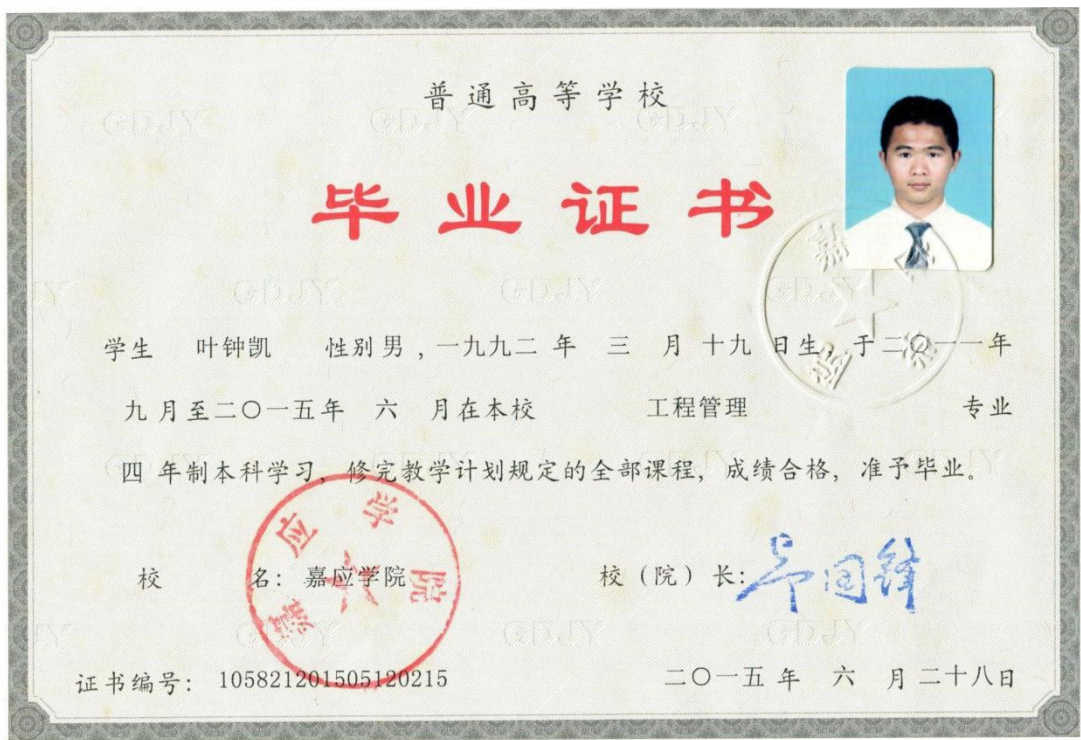 普通高等学校
毕业证书
学生 叶钟凯 性别 男 , 一九九二 年 三 月 十九 日生, 于二〇一一年
九 月至二〇一五年 六 月在本校 工程管理 专业
四 年制本科学习, 修完教学计划规定的全部课程, 成绩合格, 准予毕业。
嘉应学院
校 名: 嘉应学院 校（院）长:
证书编号: 105821201505120215 二〇一五 年 六 月 二十八日
GDJY